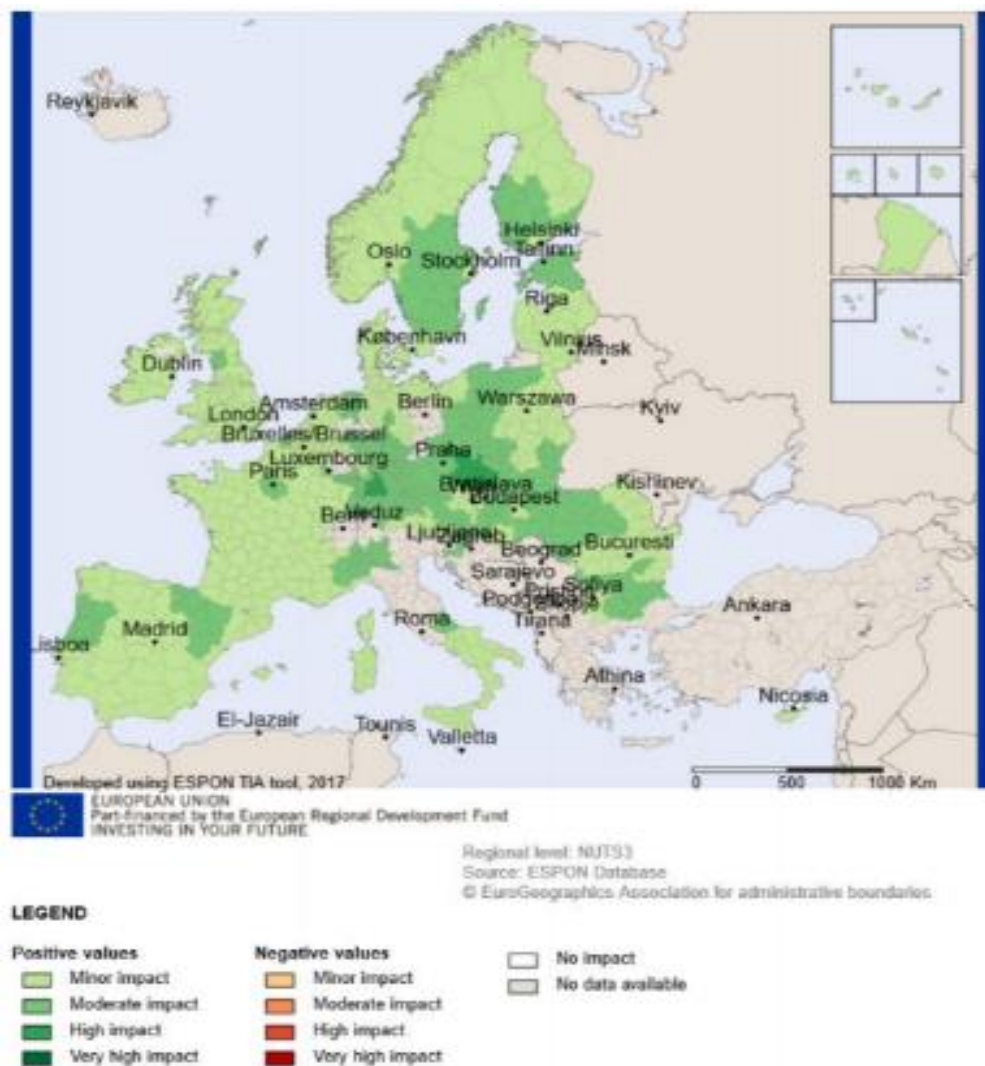 Reykjavik
Helsinki
Tallinn
Oslo
Stockholm
Riga
København
Vilnius
Minsk
Dublin
Amsterdam
Berlin
Warszawa
London
Kyiv
Bruxelles/Brussel
Praha
Luxembourg
Paris
Bratislava
Kishinev
Budapest
Bern
Vaduz
Ljubljana
Zagreb
Beograd
Bucuresti
Sarajevo
Sofiya
Roma
Tirana
Ankara
Madrid
Lisboa
Athina
Nicosia
El-Jazair
Tounis
Valletta
Developed using ESPON TIA tool, 2017
0 500 1000 Km
EUROPEAN UNION
Part-financed by the European Regional Development Fund
INVESTING IN YOUR FUTURE
Regional level: NUTS3
Source: ESPON Database
© EuroGeographics Association for administrative boundaries
LEGEND
Positive values
Minor impact
Moderate impact
High impact
Very high impact
Negative values
Minor impact
Moderate impact
High impact
Very high impact
No impact
No data available